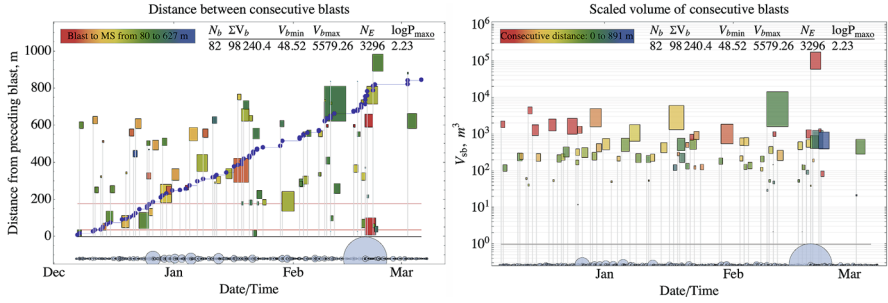 Distance between consecutive blasts
N_b ΣV_b V_bmin V_bmax N_E logP_maxo
82 98 240.4 48.52 5579.26 3296 2.23
Blast to MS from 80 to 627 m
Distance from preceding blast, m
1000
800
600
400
200
0
Dec Jan Feb Mar
Date/Time
Scaled volume of consecutive blasts
N_b ΣV_b V_bmin V_bmax N_E logP_maxo
82 98 240.4 48.52 5579.26 3296 2.23
Consecutive distance: 0 to 891 m
V_sb, m^3
10^6
10^5
10^4
10^3
10^2
10^1
10^0
Jan Feb Mar
Date/Time